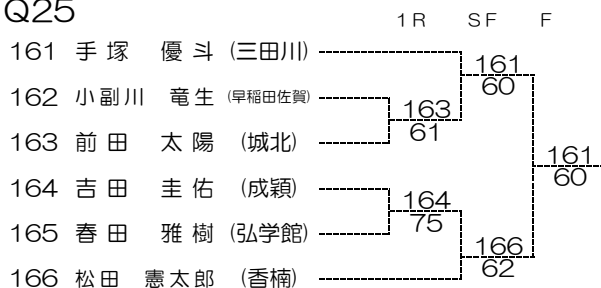 Q25
1R SF F
161 手塚 優斗 (三田川)
161
60
162 小副川 竜生 (早稲田佐賀)
163
61
163 前田 太陽 (城北)
161
60
164 吉田 圭佑 (成穎)
164
75
165 春田 雅樹 (弘学館)
166
62
166 松田 憲太郎 (香楠)